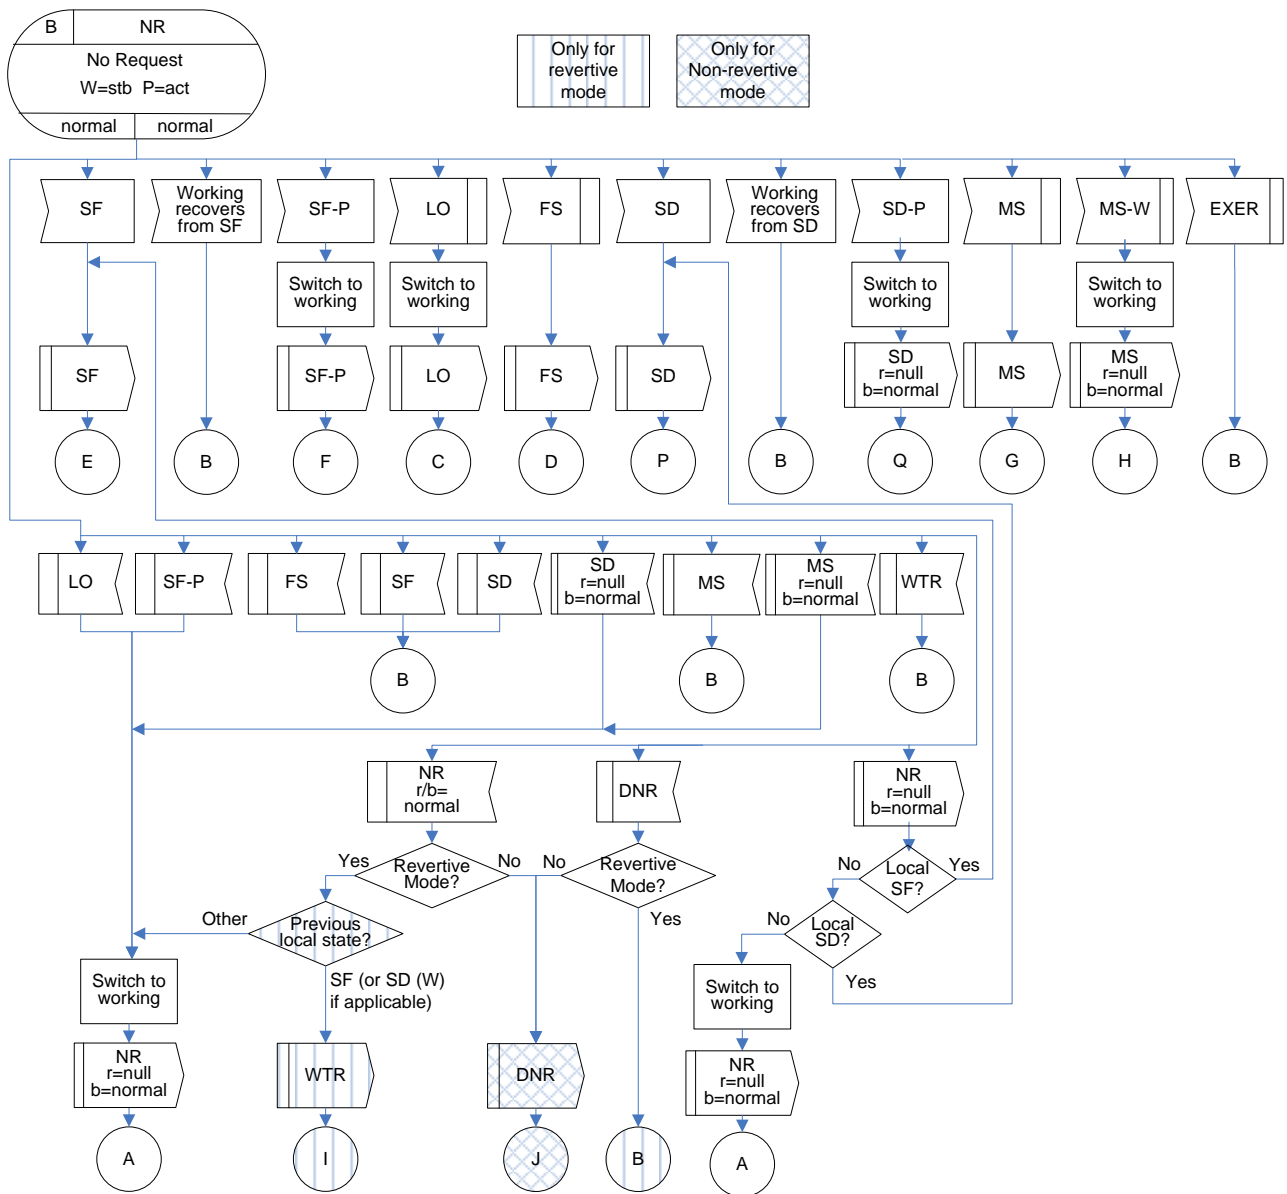 B
NR
No Request
W=stb P=act
normal
normal
Only for
revertive
mode
Only for
Non-revertive
mode
SF
Working
recovers
from SF
SF-P
LO
FS
SD
Working
recovers
from SD
SD-P
MS
MS-W
EXER
Switch to
working
Switch to
working
Switch to
working
Switch to
working
SF
SF-P
LO
FS
SD
SD
r=null
b=normal
MS
MS
r=null
b=normal
E
B
F
C
D
P
B
Q
G
H
B
LO
SF-P
FS
SF
SD
SD
r=null
b=normal
MS
MS
r=null
b=normal
WTR
B
B
B
NR
r/b=
normal
DNR
NR
r=null
b=normal
Yes
Revertive
Mode?
No
No
Revertive
Mode?
Yes
No
Local
SF?
Yes
Other
Previous
local state?
No
Local
SD?
Yes
SF (or SD (W)
if applicable)
Switch to
working
Switch to
working
NR
r=null
b=normal
WTR
DNR
NR
r=null
b=normal
A
I
J
B
A